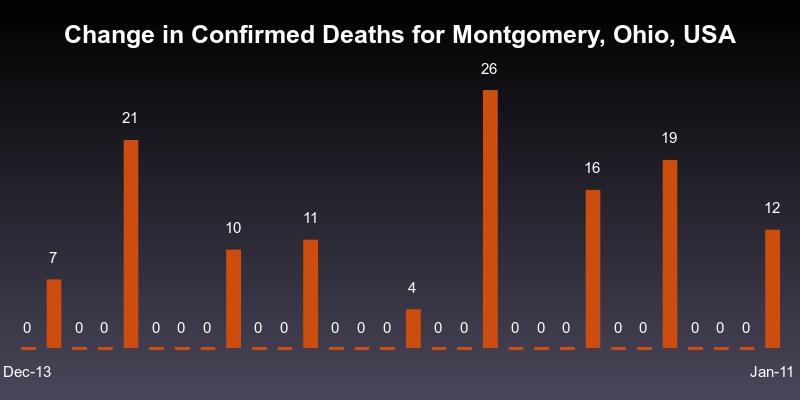 Change in Confirmed Deaths for Montgomery, Ohio, USA
0 7 0 0 21 0 0 0 10 0 0 11 0 0 0 4 0 0 26 0 0 0 16 0 0 19 0 0 0 12
Dec-13 Jan-11